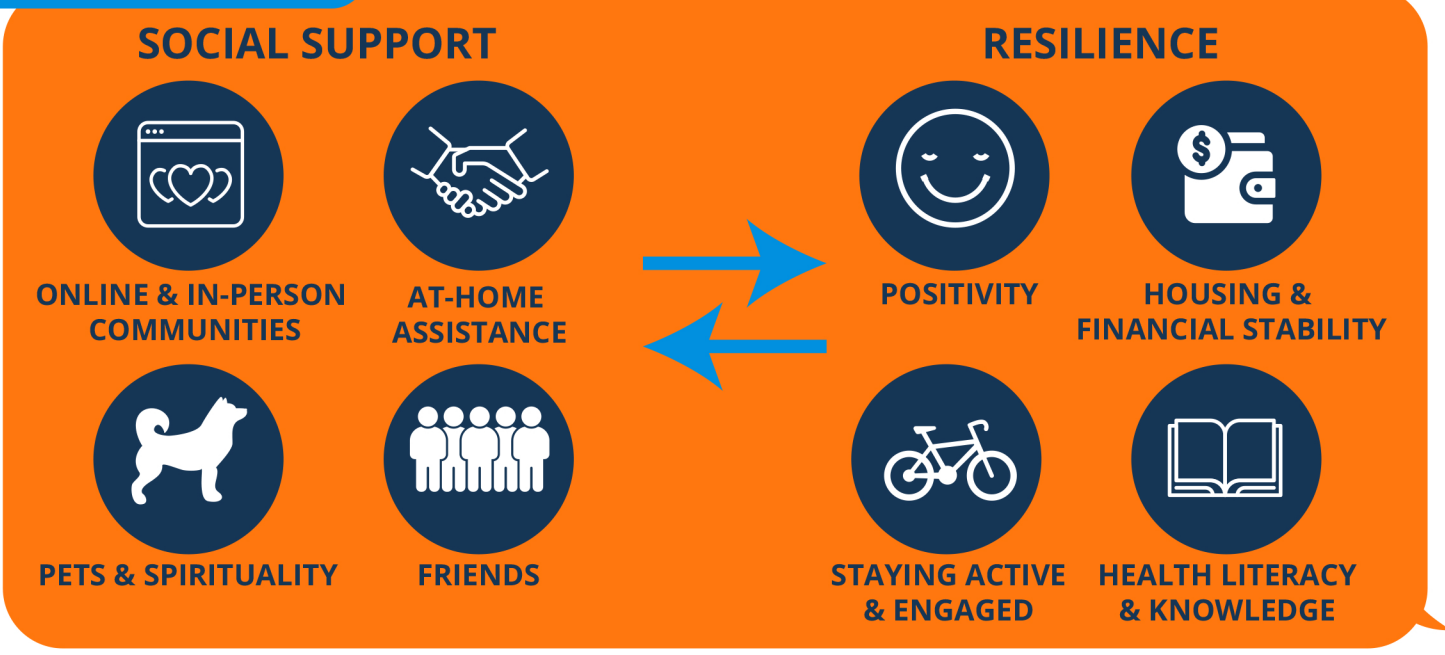 SOCIAL SUPPORT
ONLINE & IN-PERSON
COMMUNITIES
AT-HOME
ASSISTANCE
PETS & SPIRITUALITY
FRIENDS
RESILIENCE
$
POSITIVITY
HOUSING &
FINANCIAL STABILITY
STAYING ACTIVE
& ENGAGED
HEALTH LITERACY
& KNOWLEDGE